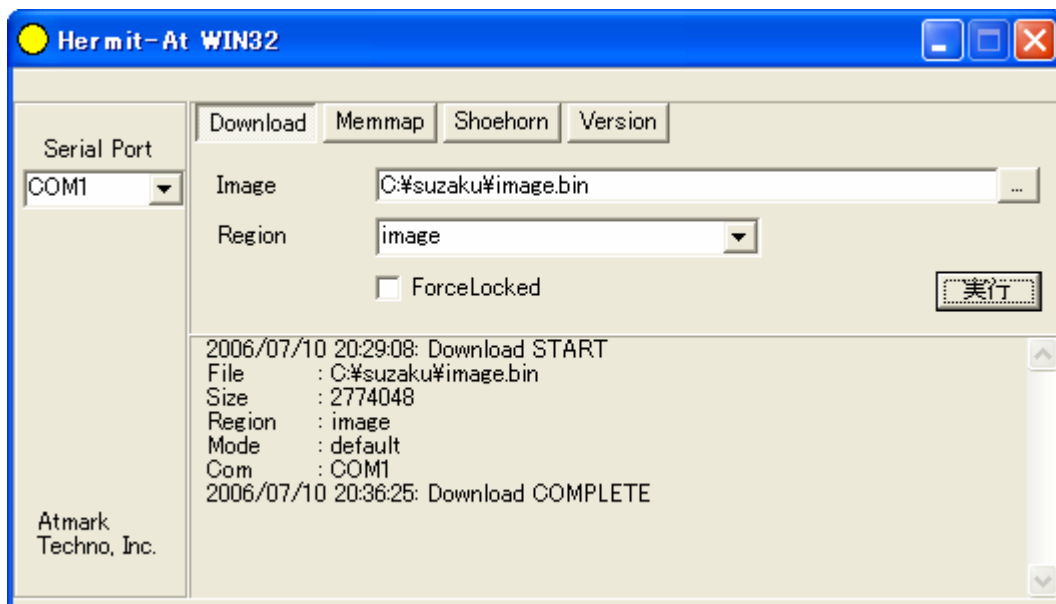 Hermit-At WIN32
Serial Port
COM1
Download Memmap Shoehorn Version
Image C:¥suzaku¥image.bin ...
Region image
ForceLocked
実行
2006/07/10 20:29:08: Download START
File : C:¥suzaku¥image.bin
Size : 2774048
Region : image
Mode : default
Com : COM1
2006/07/10 20:36:25: Download COMPLETE
Atmark
Techno, Inc.